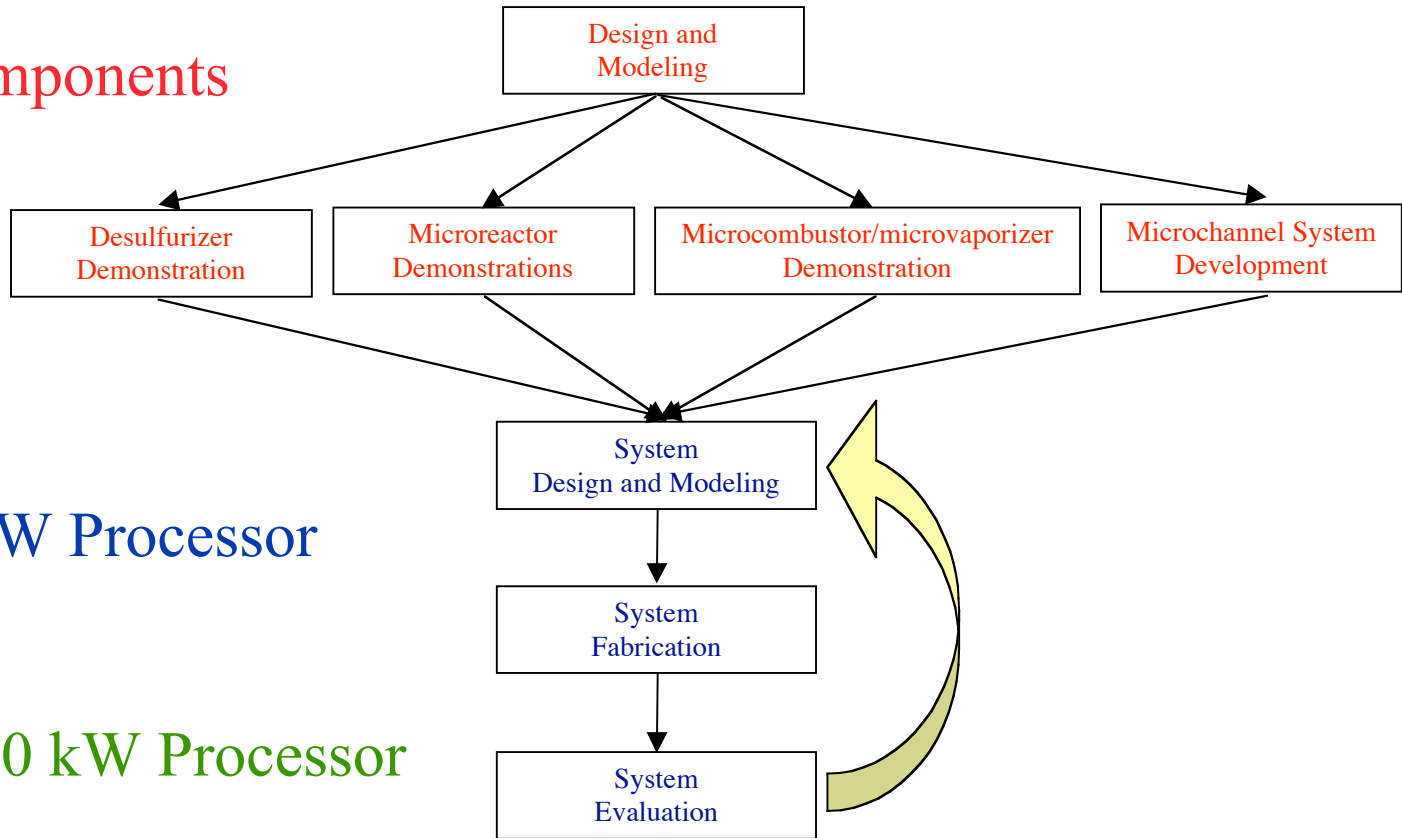 Design and
Modeling
mponents
Desulfurizer
Demonstration
Microreactor
Demonstrations
Microcombustor/microvaporizer
Demonstration
Microchannel System
Development
System
Design and Modeling
W Processor
System
Fabrication
0 kW Processor
System
Evaluation